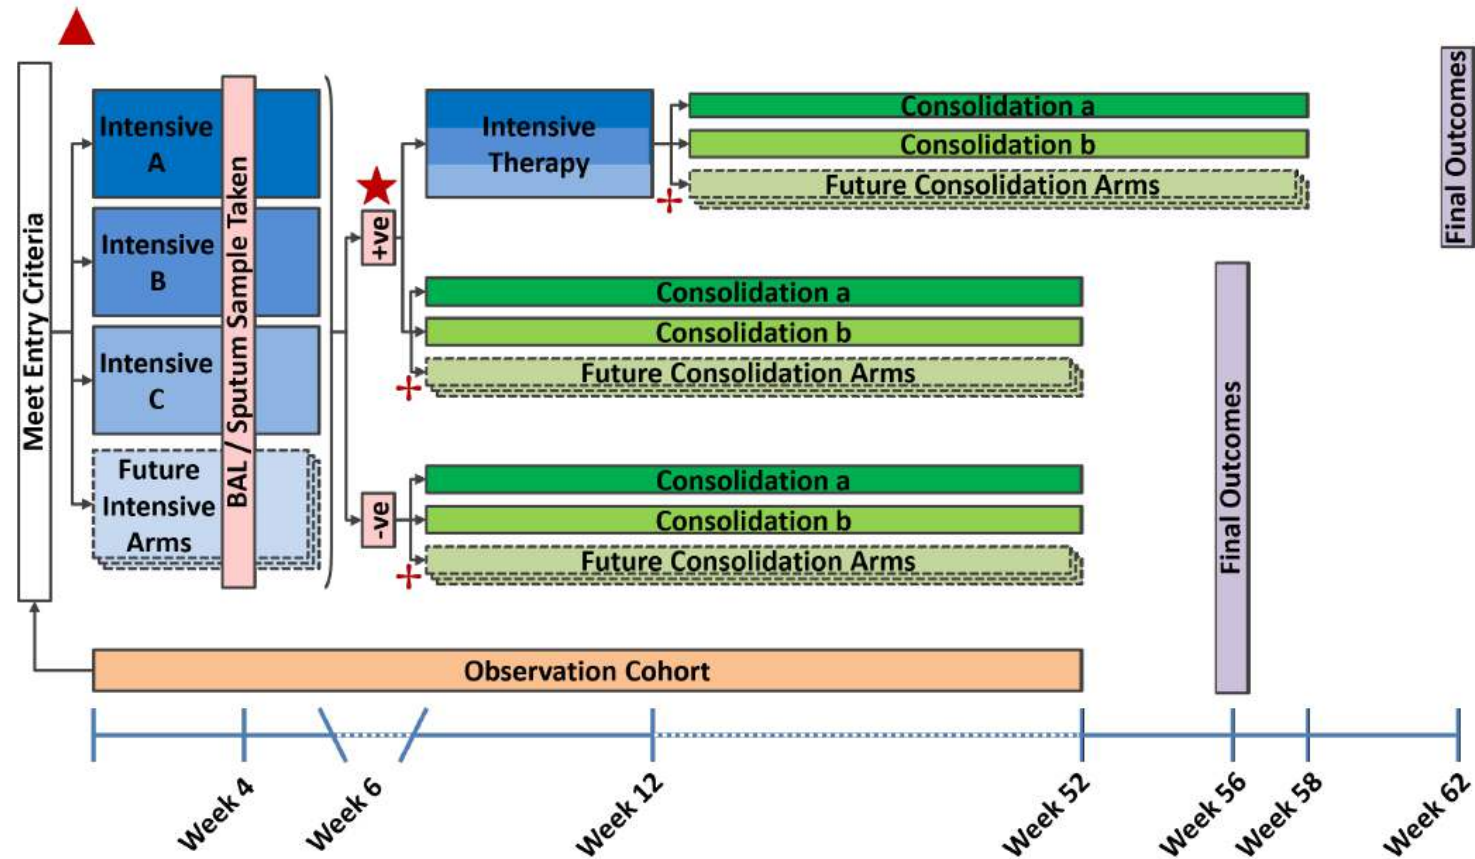 Meet Entry Criteria
Intensive
A
Intensive
B
Intensive
C
Future
Intensive
Arms
BAL / Sputum Sample Taken
+ve
-ve
Intensive
Therapy
Consolidation a
Consolidation b
Future Consolidation Arms
Consolidation a
Consolidation b
Future Consolidation Arms
Consolidation a
Consolidation b
Future Consolidation Arms
Final Outcomes
Final Outcomes
Observation Cohort
Week 4
Week 6
Week 12
Week 52
Week 56
Week 58
Week 62